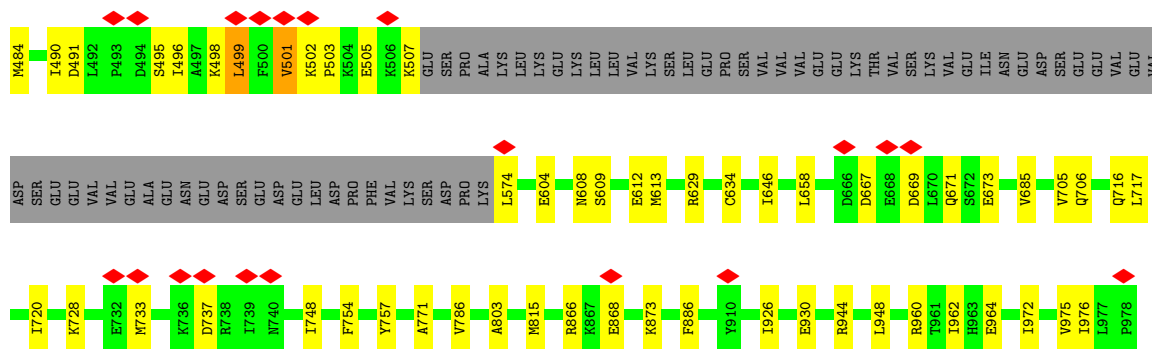 M484 I490 D491 L492 P493 D494 S495 I496 A497 K498 L499 F500 V501 K502 P503 K504 E505 K506 K507 GLU SER PRO ALA LYS LEU LYS GLU LYS LEU LEU VAL LYS SER LEU GLU PRO SER VAL VAL VAL GLU GLU LYS THR VAL SER LYS VAL GLU ILE ASN GLU ASP SER GLU GLU VAL GLU VAL
ASP SER GLU GLU VAL VAL GLU ALA GLU ASN GLU ASP SER GLU ASP GLU LEU ASP PRO PHE VAL LYS SER ASP PRO LYS L574 E604 N608 S609 E612 M613 R629 C634 I646 L658 D666 D667 E668 D669 L670 Q671 S672 E673 V685 V705 Q706 Q716 L717
I720 K728 E732 M733 K736 D737 R738 I739 N740 I748 F754 Y757 A771 V786 A803 M815 R866 K867 E868 K873 F886 Y910 I926 E930 R944 L948 R960 T961 I962 H963 E964 I972 V975 I976 L977 P978